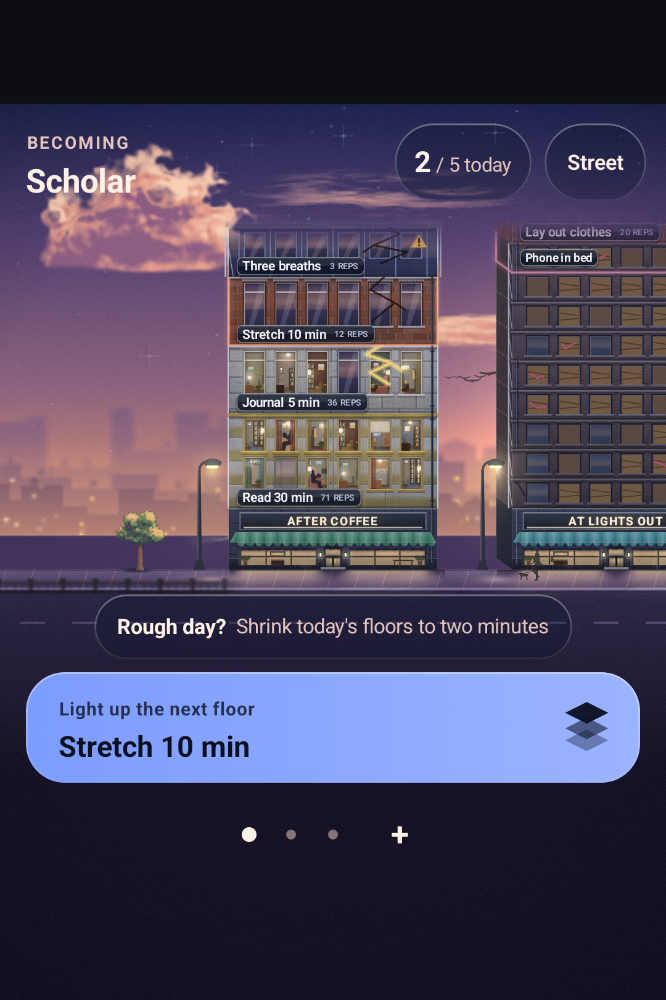 BECOMING
Scholar
2 / 5 today
Street
Three breaths 3 REPS
Stretch 10 min 12 REPS
Journal 5 min 36 REPS
Read 30 min 71 REPS
AFTER COFFEE
Lay out clothes 20 REPS
Phone in bed
AT LIGHTS OUT
Rough day? Shrink today's floors to two minutes
Light up the next floor
Stretch 10 min